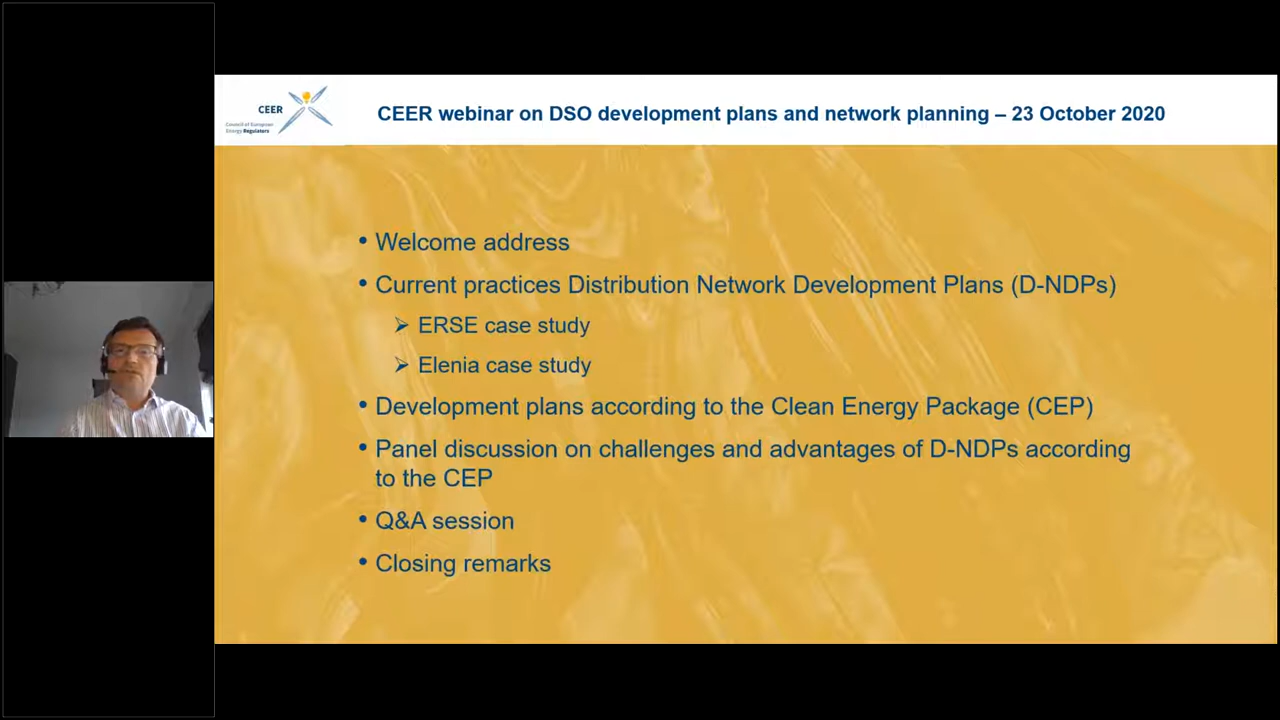 CEER
Council of European
Energy Regulators
CEER webinar on DSO development plans and network planning – 23 October 2020
• Welcome address
• Current practices Distribution Network Development Plans (D-NDPs)
➢ ERSE case study
➢ Elenia case study
• Development plans according to the Clean Energy Package (CEP)
• Panel discussion on challenges and advantages of D-NDPs according
to the CEP
• Q&A session
• Closing remarks